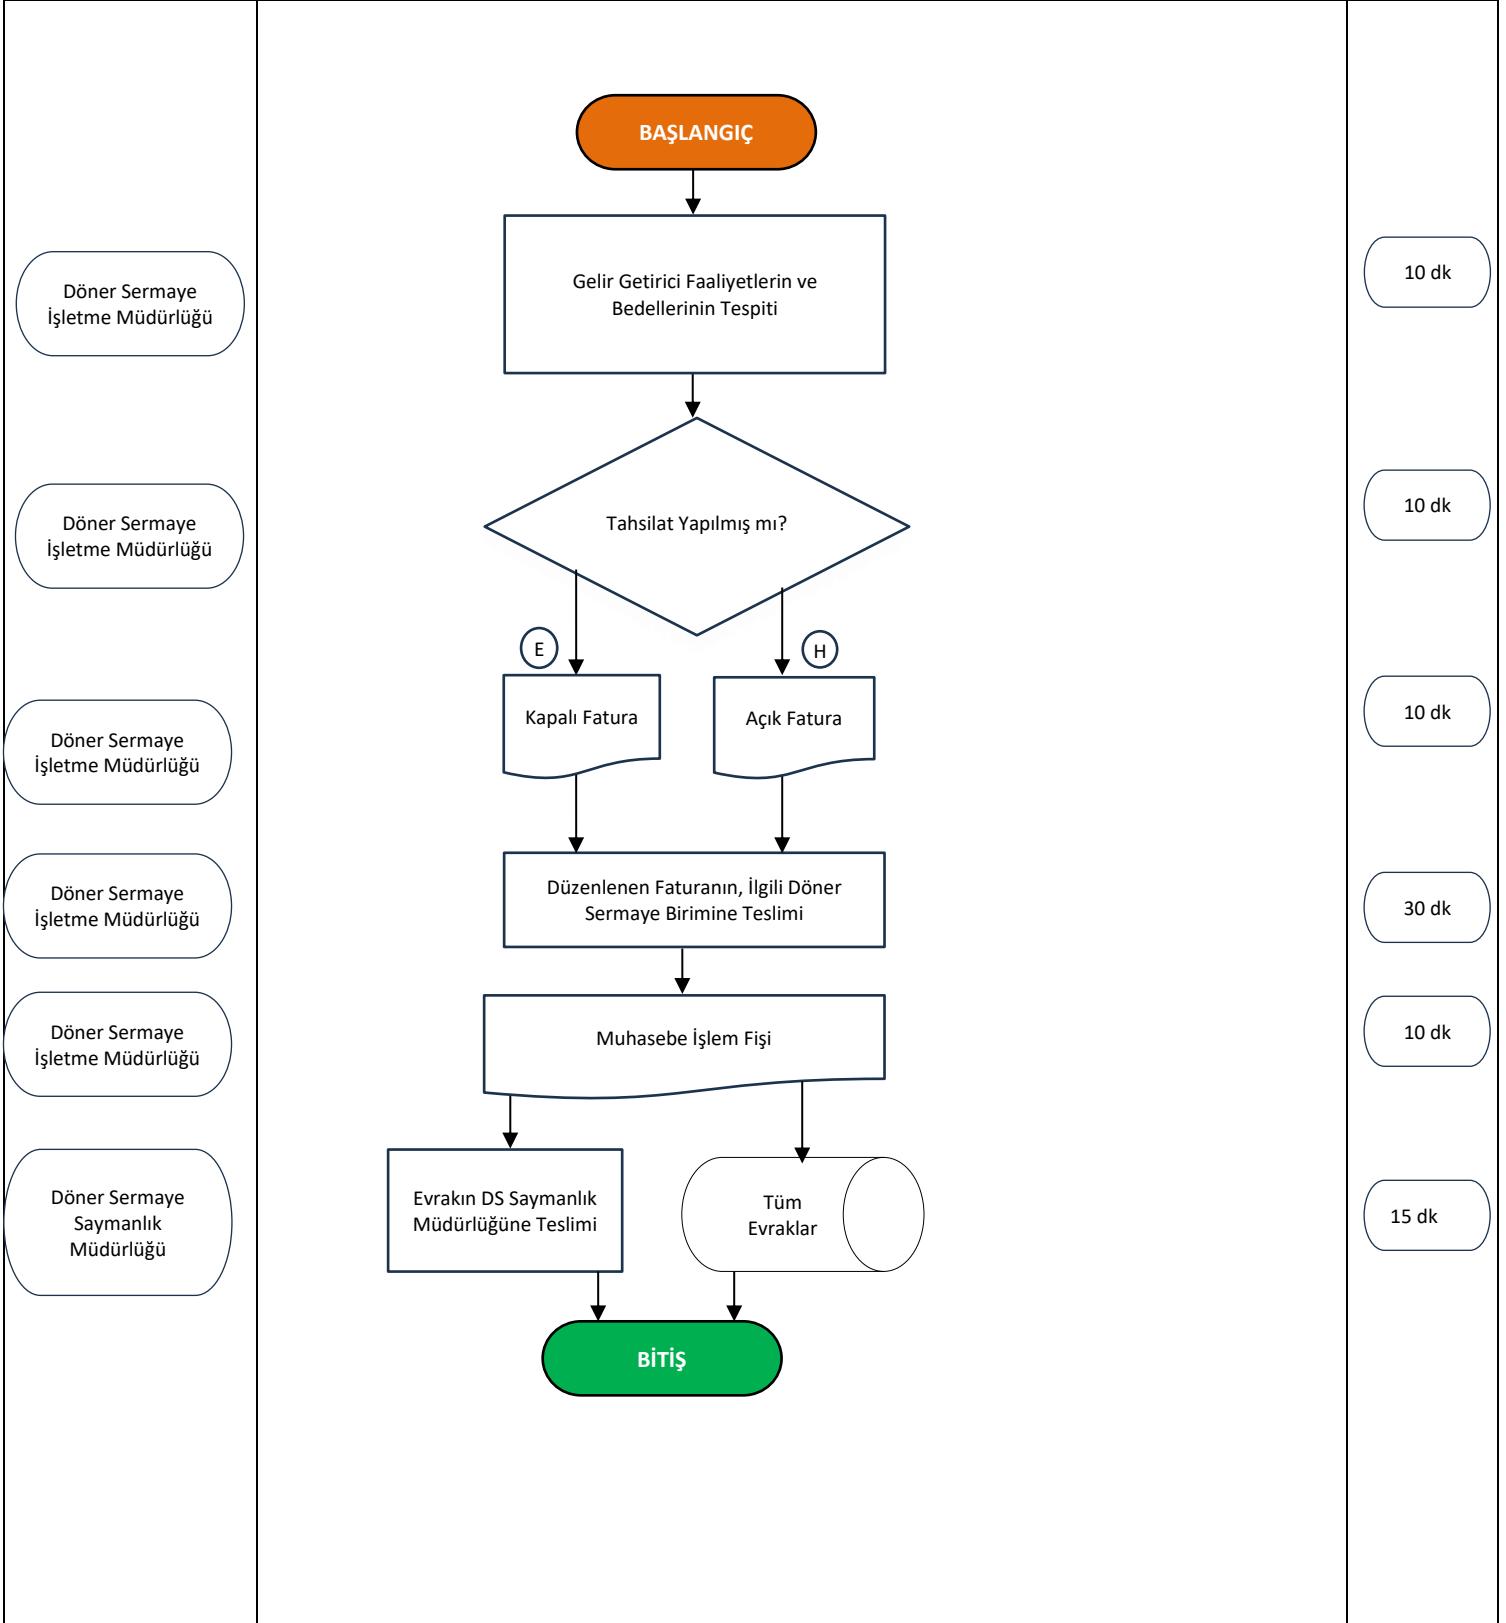 BAŞLANGIÇ
Döner Sermaye
İşletme Müdürlüğü
Gelir Getirici Faaliyetlerin ve
Bedellerinin Tespiti
10 dk
Döner Sermaye
İşletme Müdürlüğü
Tahsilat Yapılmış mı?
10 dk
E
H
Döner Sermaye
İşletme Müdürlüğü
Kapalı Fatura
Açık Fatura
10 dk
Döner Sermaye
İşletme Müdürlüğü
Düzenlenen Faturanın, İlgili Döner
Sermaye Birimine Teslimi
30 dk
Döner Sermaye
İşletme Müdürlüğü
Muhasebe İşlem Fişi
10 dk
Döner Sermaye
Saymanlık
Müdürlüğü
Evrakın DS Saymanlık
Müdürlüğüne Teslimi
Tüm
Evraklar
15 dk
BİTİŞ